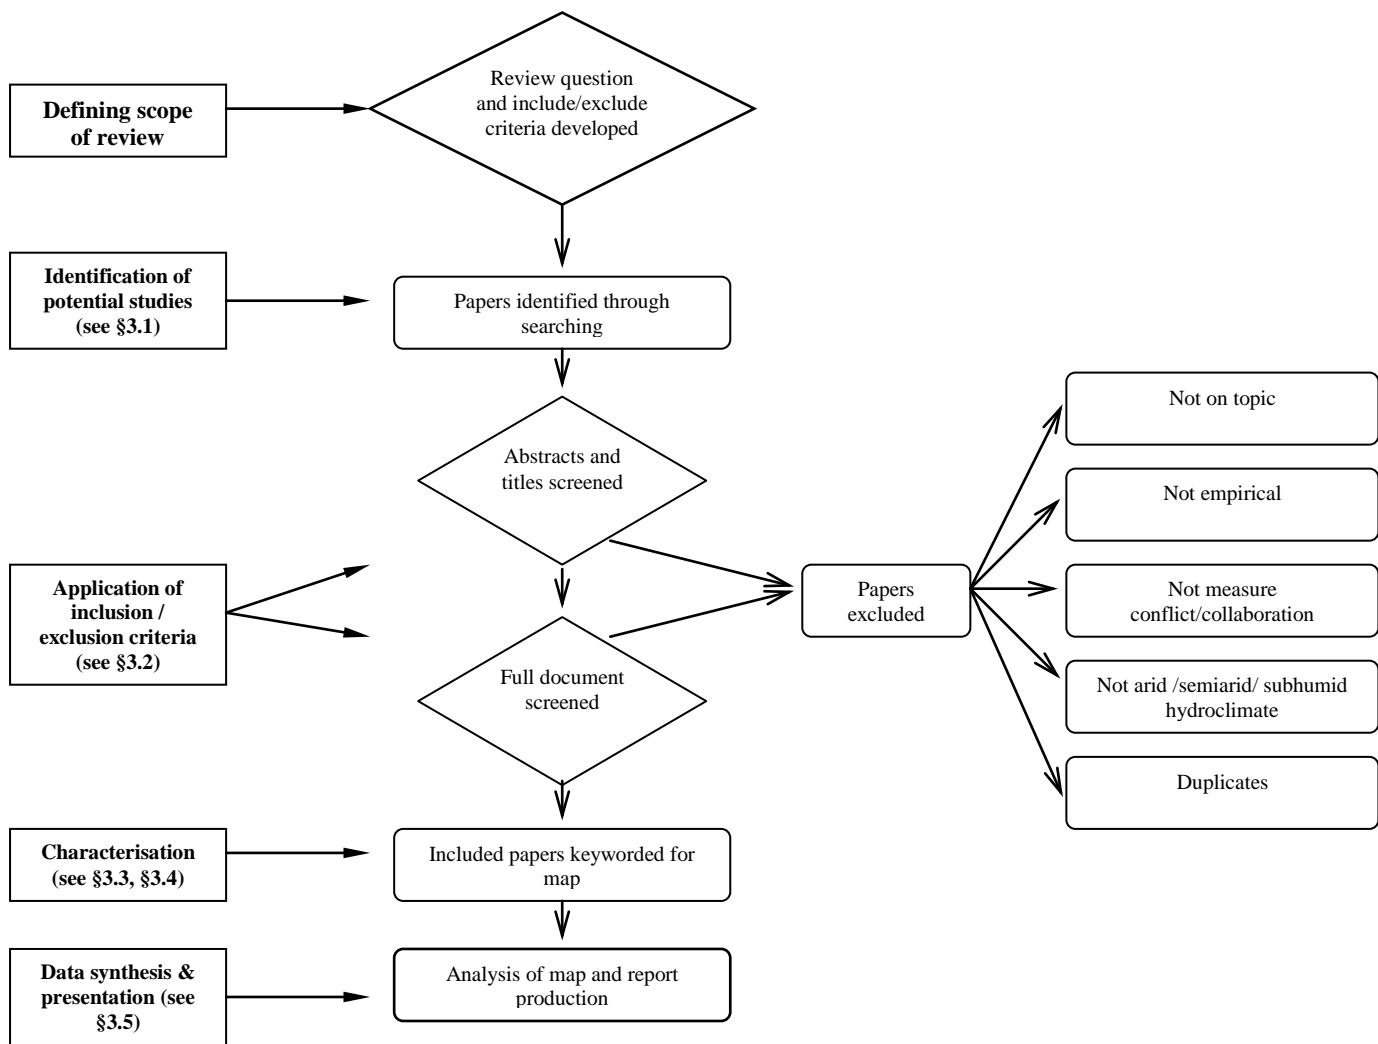 Defining scope
of review
Review question
and include/exclude
criteria developed
Identification of
potential studies
(see §3.1)
Papers identified through
searching
Abstracts and
titles screened
Application of
inclusion /
exclusion criteria
(see §3.2)
Full document
screened
Papers
excluded
Not on topic
Not empirical
Not measure
conflict/collaboration
Not arid /semiarid/ subhumid
hydroclimate
Duplicates
Characterisation
(see §3.3, §3.4)
Included papers keyworded for
map
Data synthesis &
presentation (see
§3.5)
Analysis of map and report
production